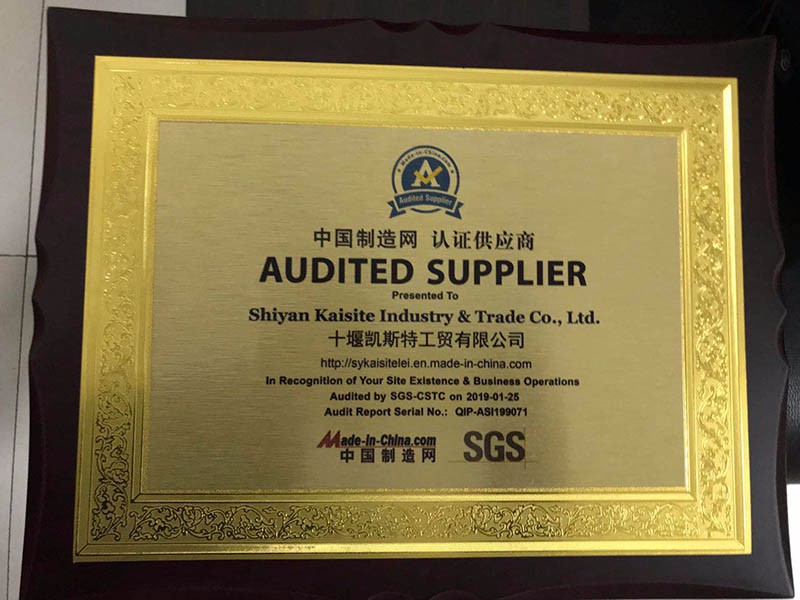 Made-in-China.com
Audited Supplier
中国制造网 认证供应商
AUDITED SUPPLIER
Presented To
Shiyan Kaisite Industry & Trade Co., Ltd.
十堰凯斯特工贸有限公司
http://sykaisitelei.en.made-in-china.com
In Recognition of Your Site Existence & Business Operations
Audited by SGS-CSTC on 2019-01-25
Audit Report Serial No.: QIP-ASI199071
Made-in-China.com SGS
中国制造网